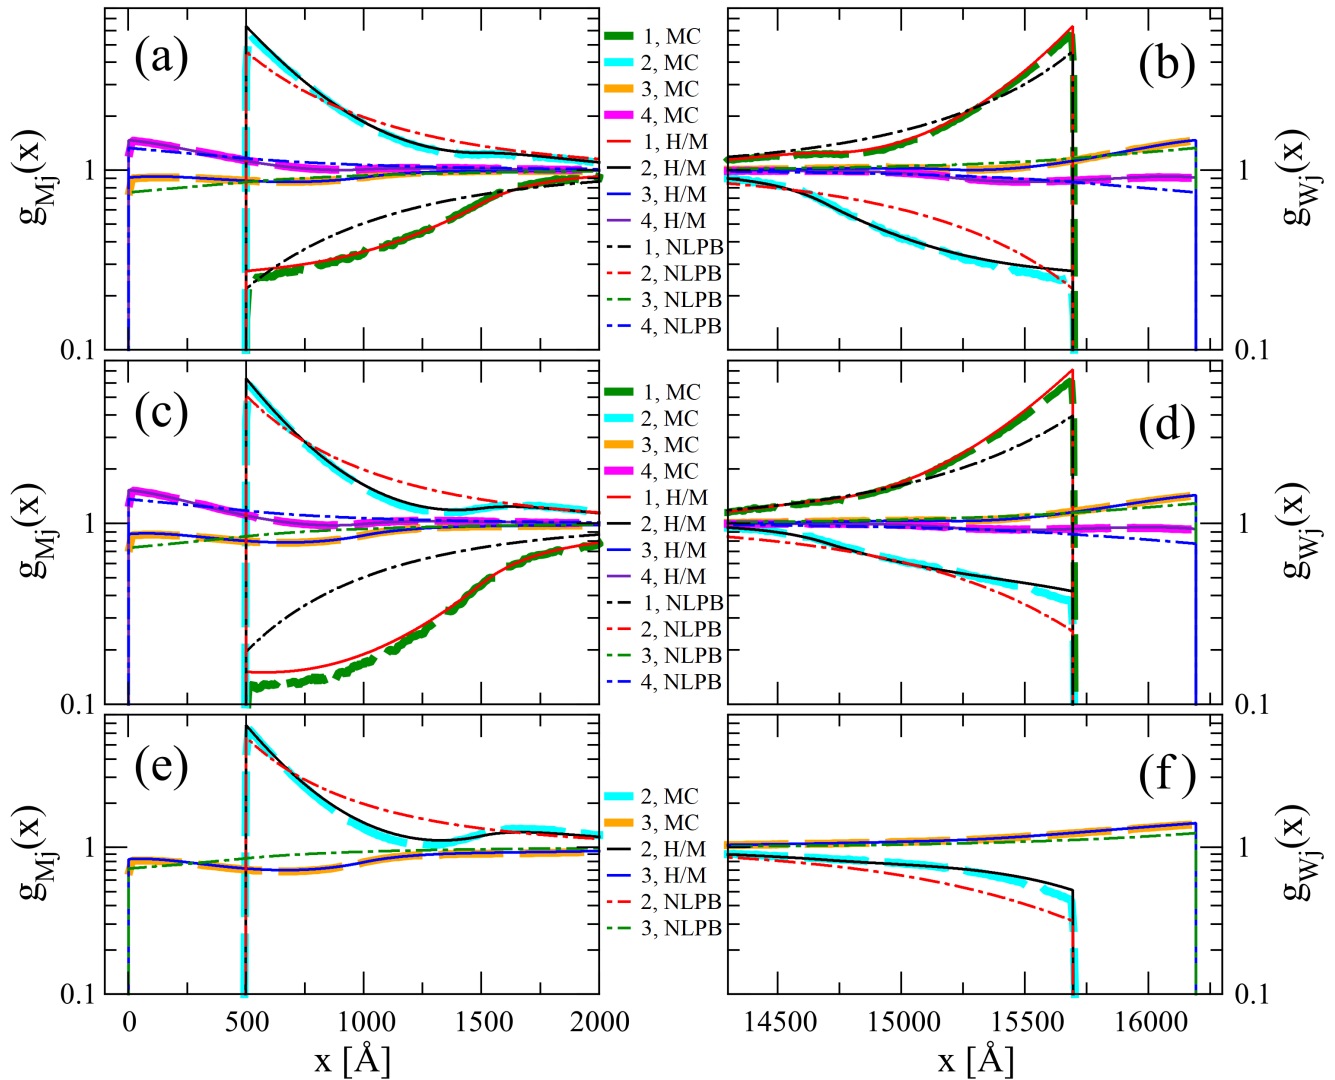 (a)
g_Mj(x)
1
0.1
1, MC
2, MC
3, MC
4, MC
1, H/M
2, H/M
3, H/M
4, H/M
1, NLPB
2, NLPB
3, NLPB
4, NLPB
(b)
g_Wj(x)
1
0.1
(c)
g_Mj(x)
1
0.1
1, MC
2, MC
3, MC
4, MC
1, H/M
2, H/M
3, H/M
4, H/M
1, NLPB
2, NLPB
3, NLPB
4, NLPB
(d)
g_Wj(x)
1
0.1
(e)
g_Mj(x)
1
0.1
2, MC
3, MC
2, H/M
3, H/M
2, NLPB
3, NLPB
(f)
g_Wj(x)
1
0.1
0 500 1000 1500 2000
x [Å]
14500 15000 15500 16000
x [Å]